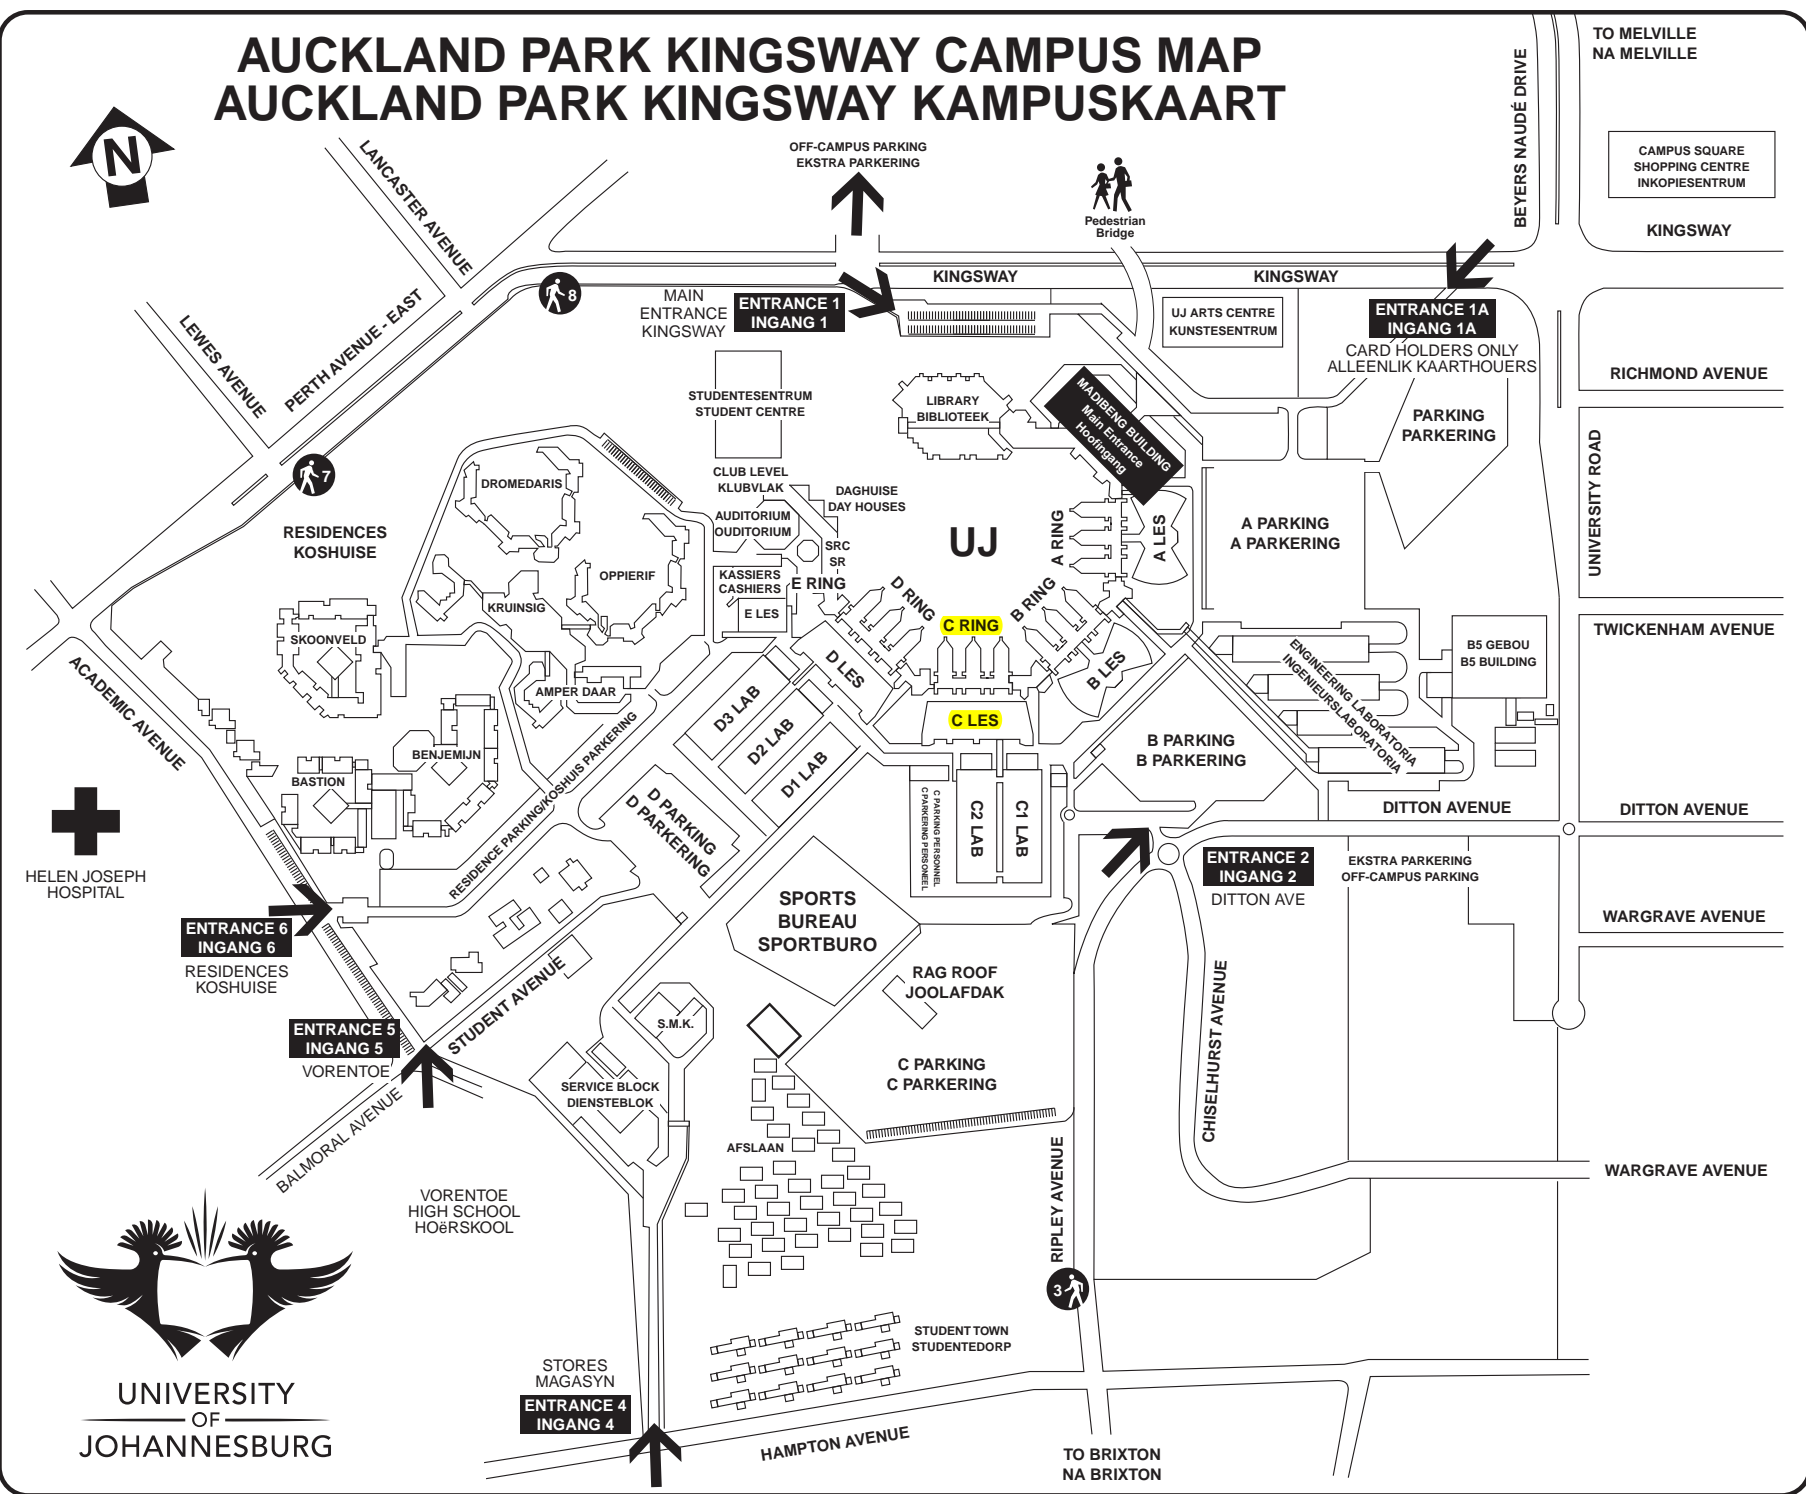 AUCKLAND PARK KINGSWAY CAMPUS MAP
AUCKLAND PARK KINGSWAY KAMPUSKAART
N
TO MELVILLE
NA MELVILLE
BEYERS NAUDÉ DRIVE
CAMPUS SQUARE
SHOPPING CENTRE
INKOPIESENTRUM
KINGSWAY
OFF-CAMPUS PARKING
EKSTRA PARKERING
Pedestrian
Bridge
LANCASTER AVENUE
LEWES AVENUE
PERTH AVENUE - EAST
8
7
KINGSWAY
KINGSWAY
MAIN
ENTRANCE
KINGSWAY
ENTRANCE 1
INGANG 1
UJ ARTS CENTRE
KUNSTESENTRUM
ENTRANCE 1A
INGANG 1A
CARD HOLDERS ONLY
ALLEENLIK KAARTHOUERS
RICHMOND AVENUE
PARKING
PARKERING
UNIVERSITY ROAD
STUDENTESENTRUM
STUDENT CENTRE
LIBRARY
BIBLIOTEEK
MADIBENG BUILDING
Main Entrance
Hoofingang
CLUB LEVEL
KLUBVLAK
DAGHUISE
DAY HOUSES
AUDITORIUM
OUDITORIUM
SRC
SR
KASSIERS
CASHIERS
E RING
E LES
D RING
UJ
A RING
A LES
A PARKING
A PARKERING
B RING
C RING
B LES
D LES
C LES
RESIDENCES
KOSHUISE
DROMEDARIS
OPPIERIF
KRUINSIG
SKOONVELD
AMPER DAAR
BENJEMIJN
BASTION
ACADEMIC AVENUE
TWICKENHAM AVENUE
B5 GEBOU
B5 BUILDING
ENGINEERING LABORATORIA
INGENIEURSLABORATORIA
D3 LAB
D2 LAB
D1 LAB
B PARKING
B PARKERING
DITTON AVENUE
DITTON AVENUE
RESIDENCE PARKING/KOSHUIS PARKERING
D PARKING
D PARKERING
C PARKING PERSONNEL
C PARKERING PERSONEEL
C2 LAB
C1 LAB
HELEN JOSEPH
HOSPITAL
ENTRANCE 2
INGANG 2
DITTON AVE
EKSTRA PARKERING
OFF-CAMPUS PARKING
WARGRAVE AVENUE
ENTRANCE 6
INGANG 6
RESIDENCES
KOSHUISE
SPORTS
BUREAU
SPORTBURO
RAG ROOF
JOOLAFDAK
STUDENT AVENUE
S.M.K.
ENTRANCE 5
INGANG 5
VORENTOE
BALMORAL AVENUE
SERVICE BLOCK
DIENSTEBLOK
C PARKING
C PARKERING
CHISELHURST AVENUE
AFSLAAN
RIPLEY AVENUE
WARGRAVE AVENUE
VORENTOE
HIGH SCHOOL
HOëRSKOOL
3
STUDENT TOWN
STUDENTEDORP
STORES
MAGASYN
ENTRANCE 4
INGANG 4
HAMPTON AVENUE
TO BRIXTON
NA BRIXTON
UNIVERSITY
OF
JOHANNESBURG